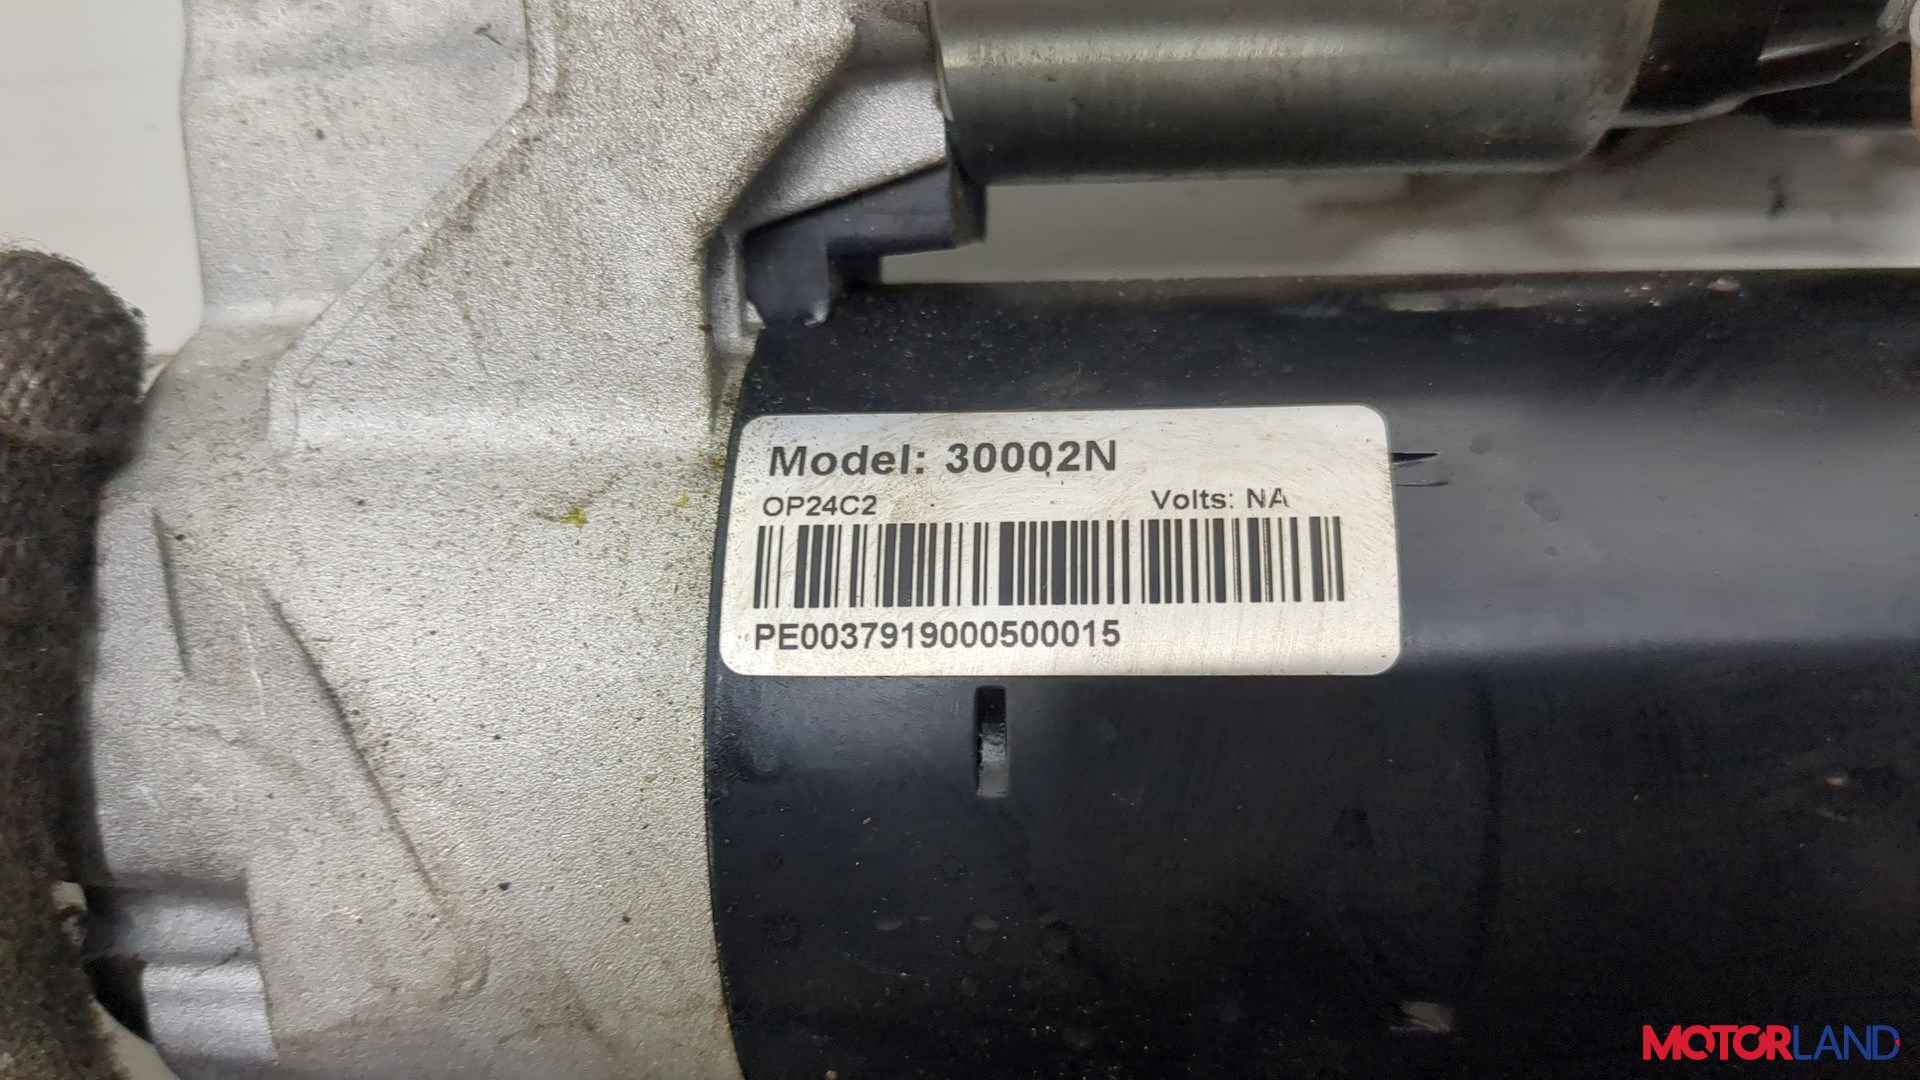 Model: 30002N
OP24C2 Volts: NA
PE0037919000500015
MOTORLAND